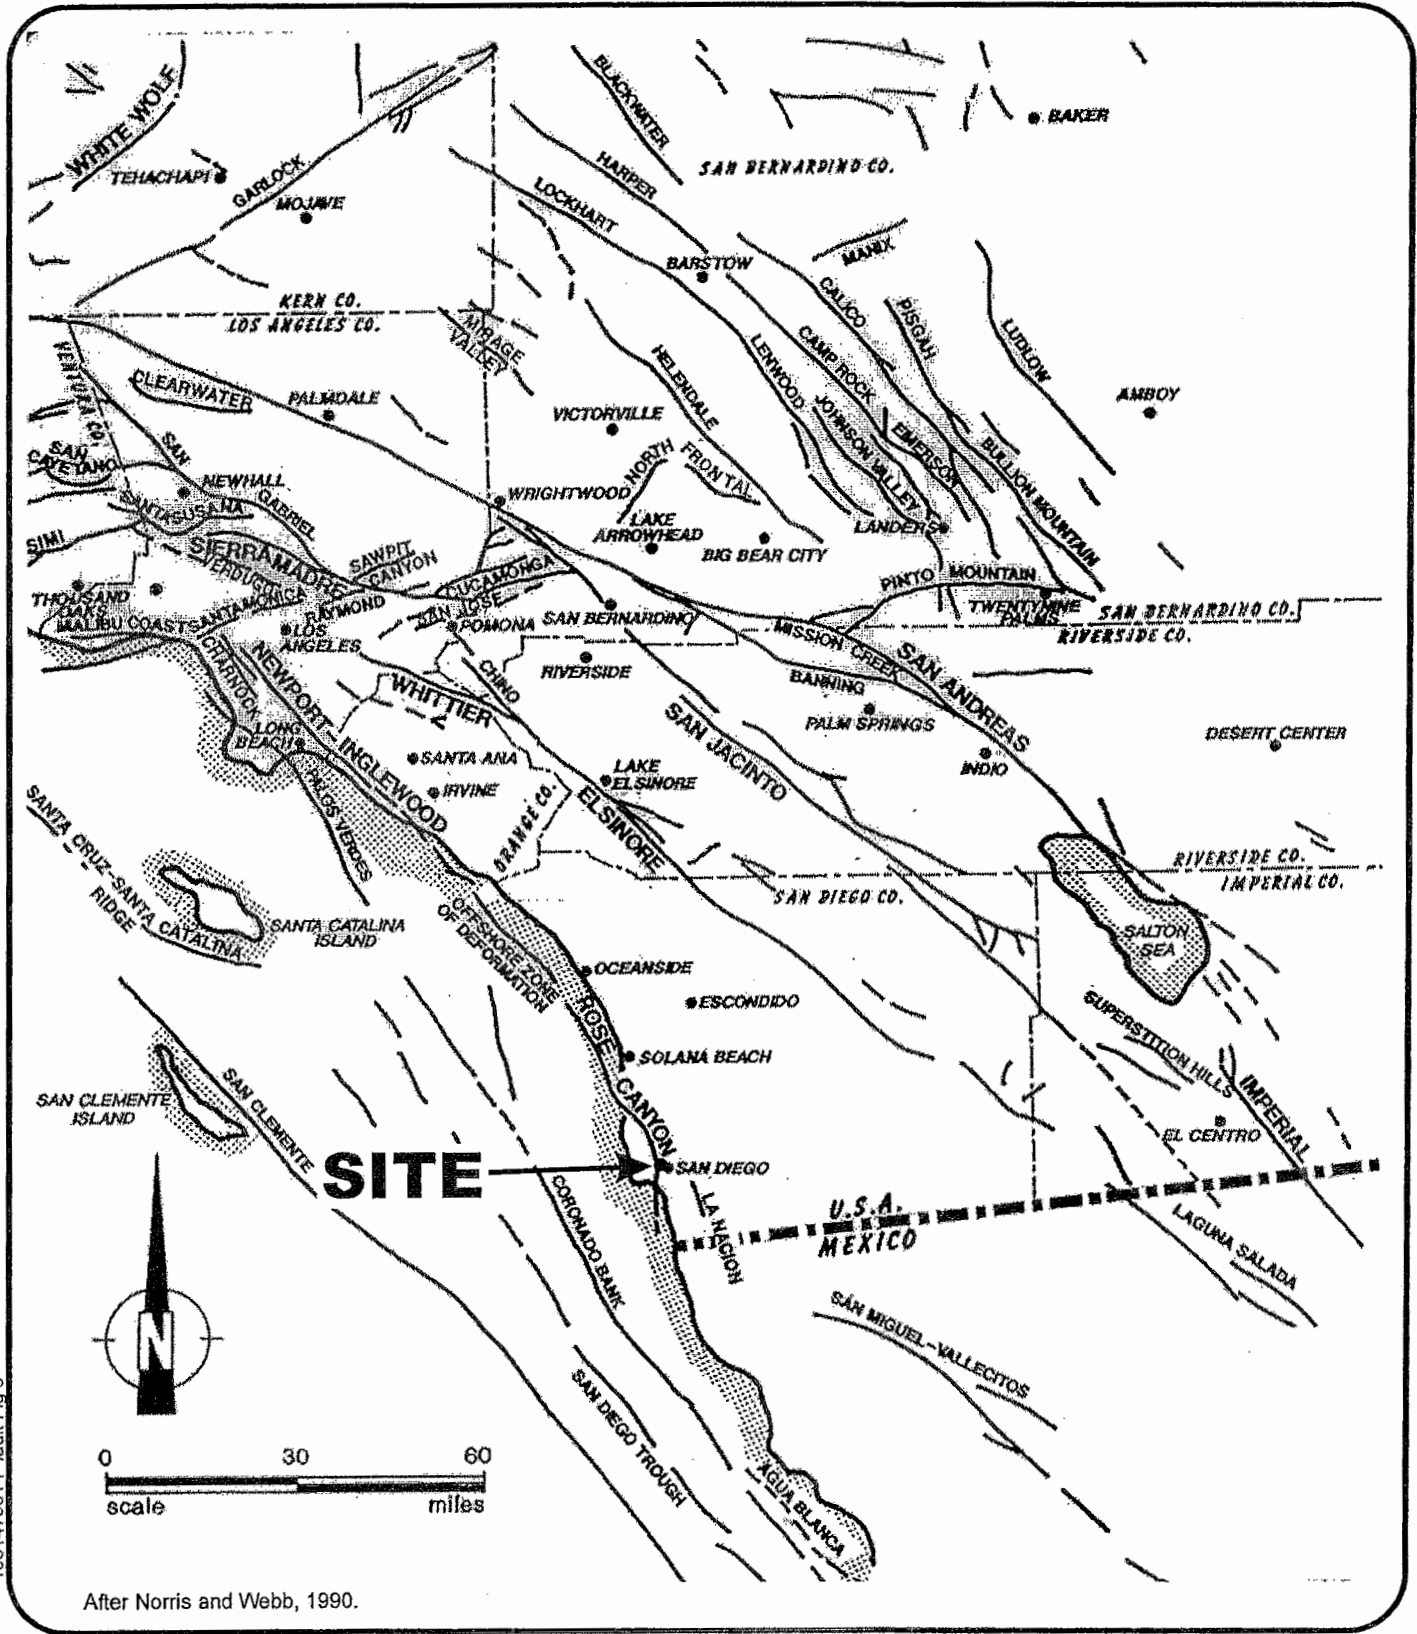 WHITE WOLF
BLACKWATER
BAKER
TEHACHAPI
GARLOCK
MOJAVE
HARPER
SAN BERNARDINO CO.
LOCKHART
BARSTOW
MANIX
KERN CO.
LOS ANGELES CO.
CALICO
PISGAH
LUDLOW
MIRAGE
VALLEY
VENTURA CO.
CLEARWATER
PALMDALE
HELENDALE
LENWOOD
CAMP ROCK
AMBOY
VICTORVILLE
JOHNSON VALLEY
EMERSON
BULLION MOUNTAIN
SAN
CAYETANO
SAN
GABRIEL
NEWHALL
NORTH
FRONTAL
WRIGHTWOOD
SANTA SUSANA
LAKE
ARROWHEAD
LANDERS
BIG BEAR CITY
SIMI
SIERRA MADRE
SAWPIT
CANYON
VERDUGO
CUCAMONGA
PINTO MOUNTAIN
THOUSAND
OAKS
SANTA MONICA
RAYMOND
SAN JOSE
TWENTYNINE
PALMS
SAN BERNARDINO CO.
RIVERSIDE CO.
MALIBU COAST
LOS
ANGELES
POMONA
SAN BERNARDINO
MISSION CREEK
SAN ANDREAS
CHARNOCK
NEWPORT-INGLEWOOD
WHITTIER
CHINO
RIVERSIDE
BANNING
PALM SPRINGS
SAN JACINTO
LONG
BEACH
SANTA ANA
LAKE
ELSINORE
INDIO
DESERT CENTER
IRVINE
PALOS VERDES
ORANGE CO.
ELSINORE
SANTA CRUZ-SANTA CATALINA
RIDGE
RIVERSIDE CO.
IMPERIAL CO.
SAN DIEGO CO.
SANTA CATALINA
ISLAND
OFFSHORE ZONE
OF DEFORMATION
SALTON
SEA
OCEANSIDE
ESCONDIDO
ROSE CANYON
SUPERSTITION HILLS
SOLANA BEACH
SAN CLEMENTE
ISLAND
SAN CLEMENTE
IMPERIAL
EL CENTRO
SITE
SAN DIEGO
CORONADO BANK
LA NACION
U.S.A.
MEXICO
LAGUNA SALADA
N
SAN MIGUEL-VALLECITOS
SAN DIEGO TROUGH
0 30 60
scale miles
AGUA BLANCA
After Norris and Webb, 1990.